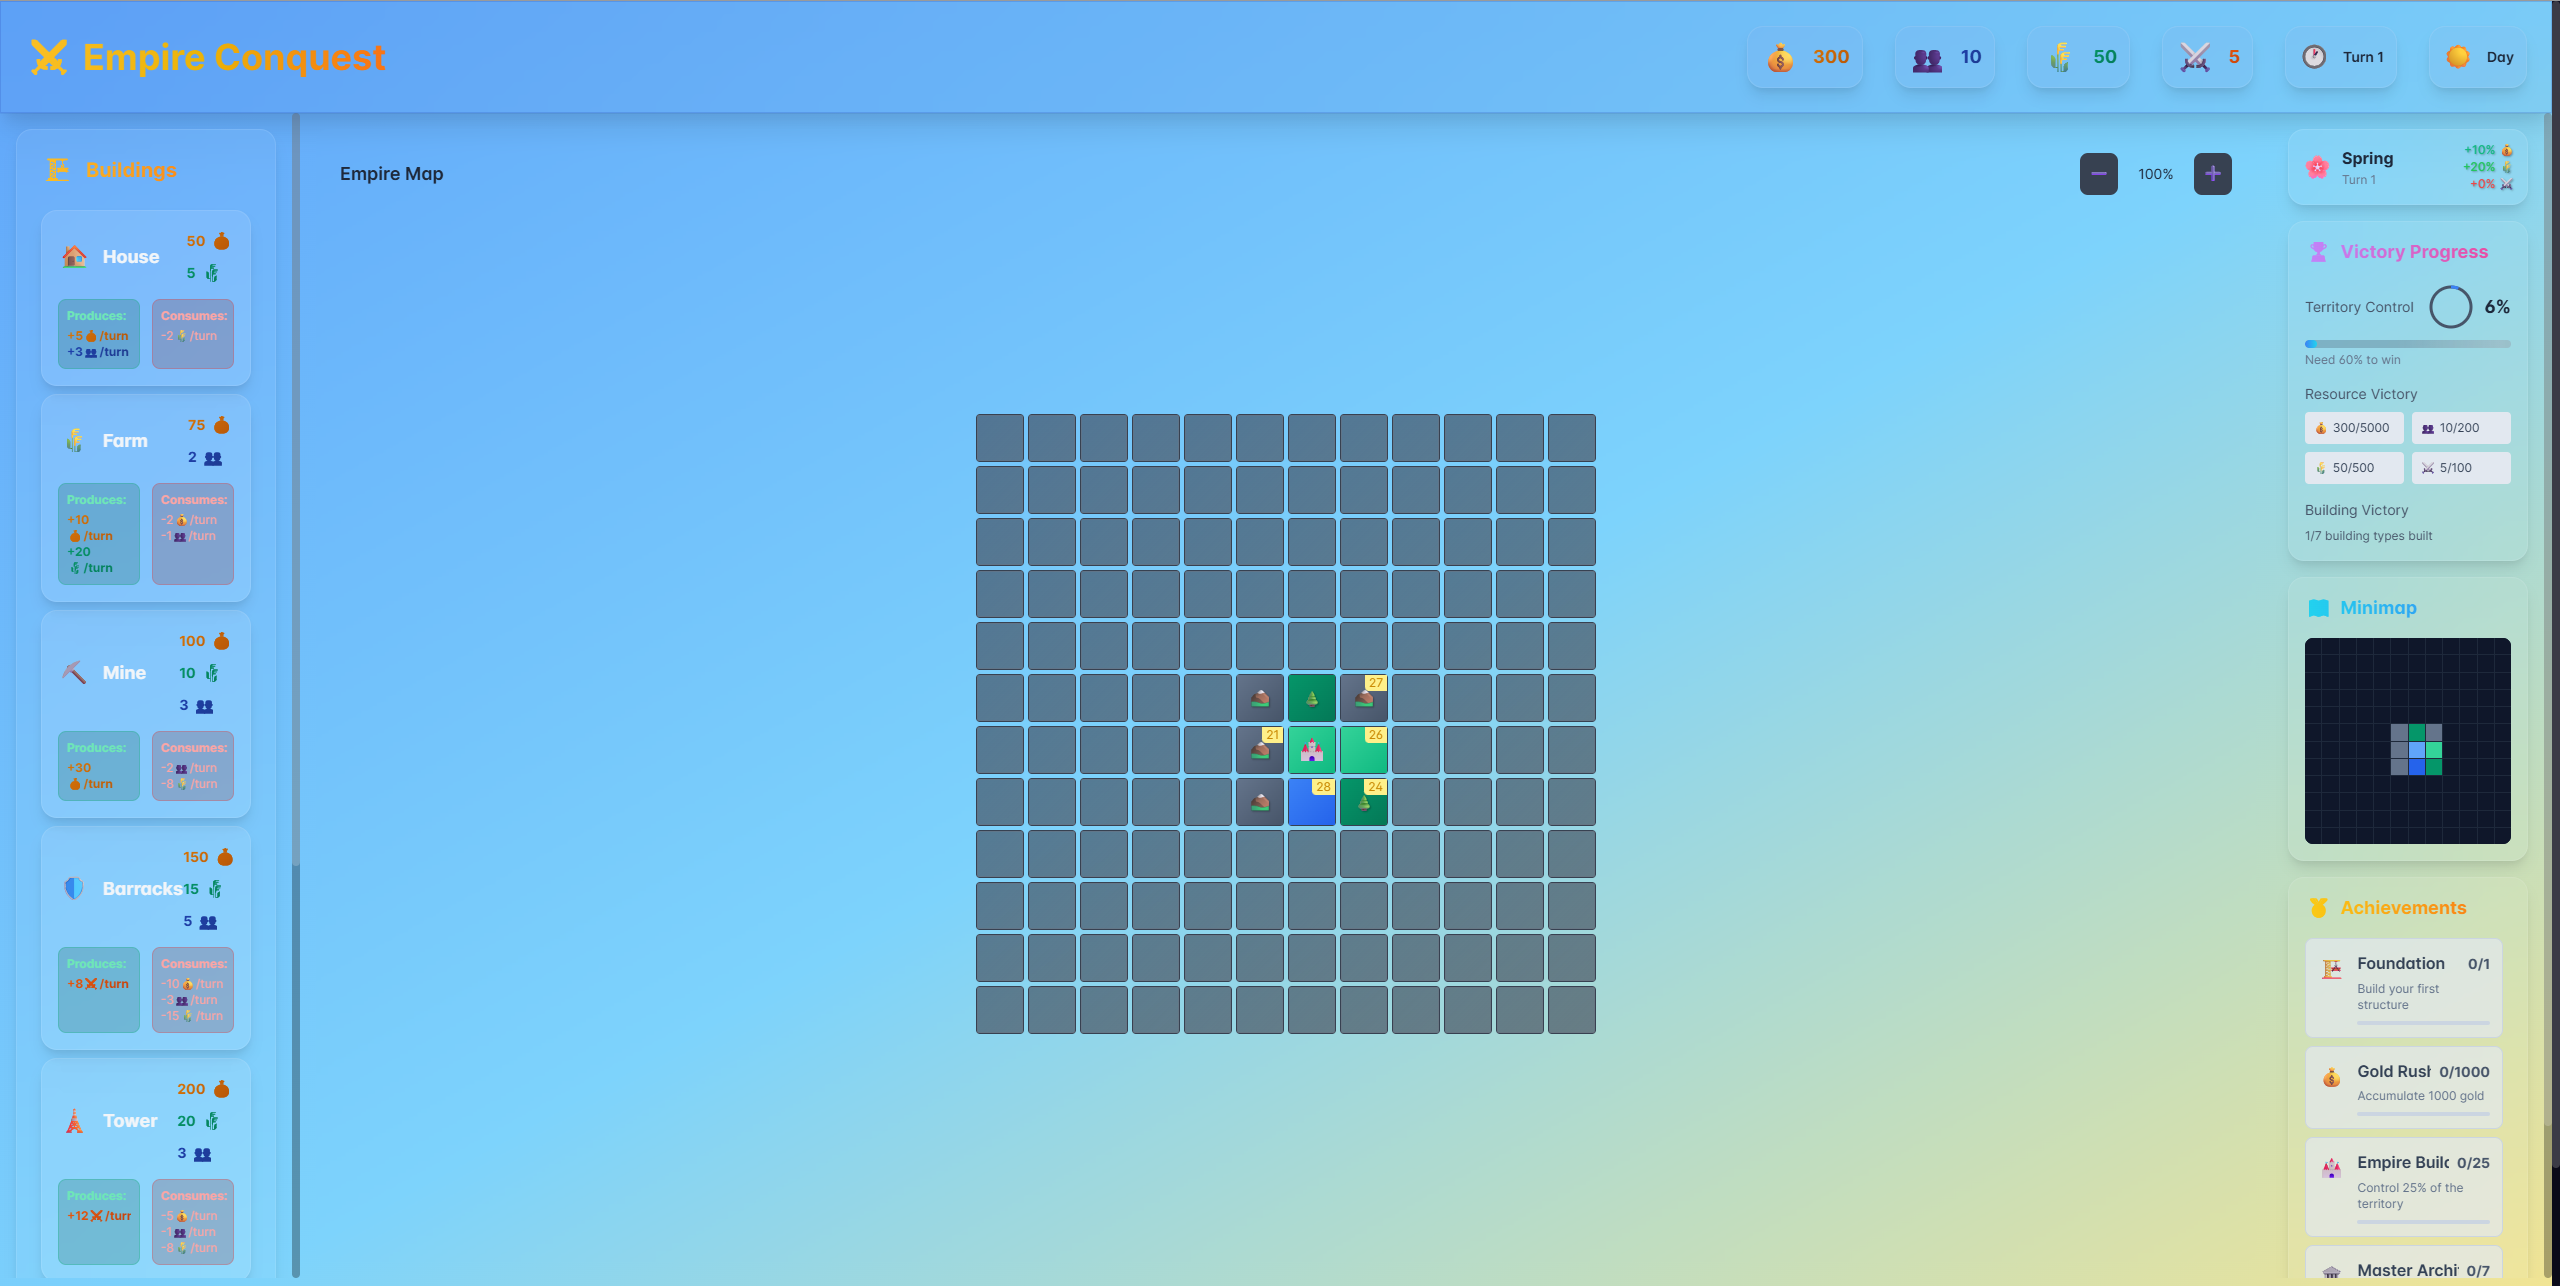 Empire Conquest
300
10
50
5
Turn 1
Day
Buildings
House
50
5
Produces:
+5 /turn
+3 /turn
Consumes:
-2 /turn
Farm
75
2
Produces:
+10
/turn
+20
/turn
Consumes:
-2 /turn
-1 /turn
Mine
100
10
3
Produces:
+30
/turn
Consumes:
-2 /turn
-8 /turn
Barracks
150
15
5
Produces:
+8 /turn
Consumes:
-10 /turn
-3 /turn
-15 /turn
Tower
200
20
3
Produces:
+12 /turr
Consumes:
-5 /turn
-1 /turn
-8 /turn
Empire Map
100%
27
21
26
28
24
Spring
Turn 1
+10%
+20%
+0%
Victory Progress
Territory Control
6%
Need 60% to win
Resource Victory
300/5000
10/200
50/500
5/100
Building Victory
1/7 building types built
Minimap
Achievements
Foundation 0/1
Build your first
structure
Gold Rush 0/1000
Accumulate 1000 gold
Empire Builc 0/25
Control 25% of the
territory
Master Archi 0/7